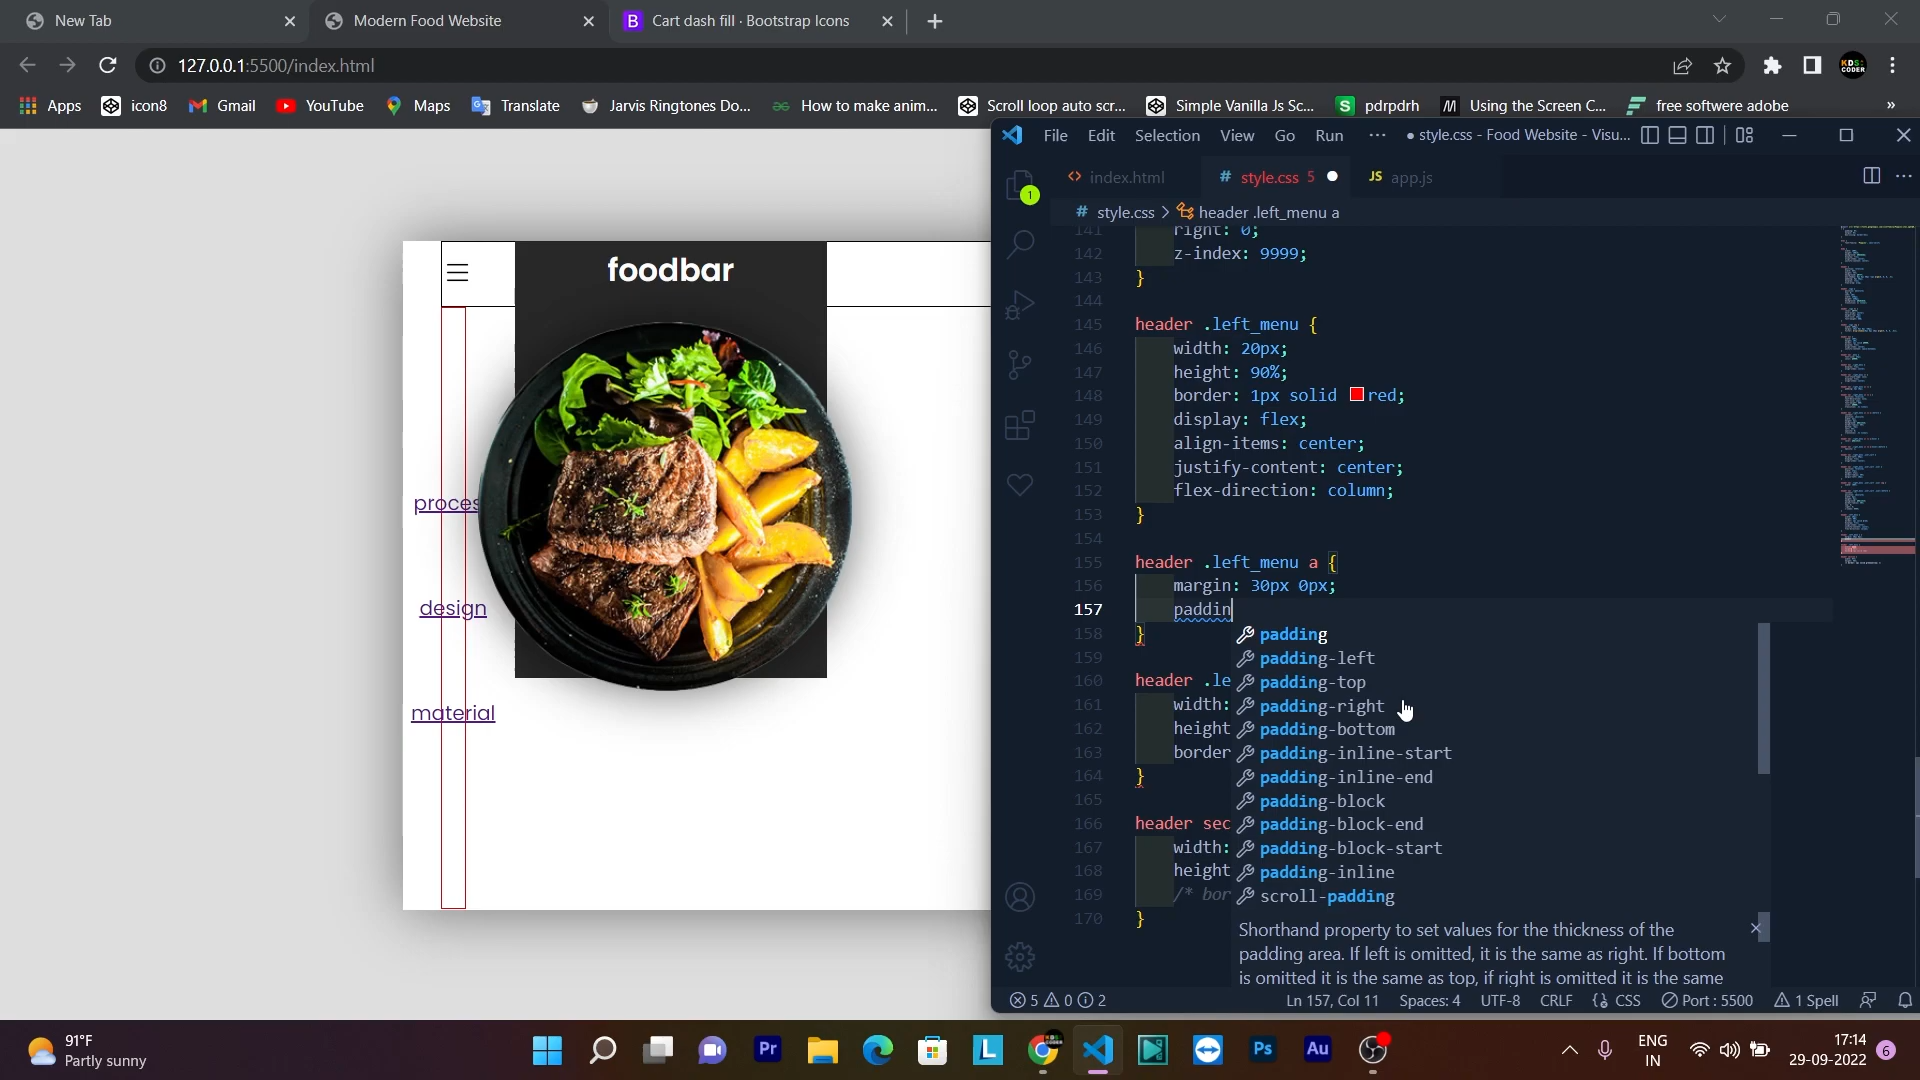 New Tab
Modern Food Website
Cart dash fill · Bootstrap Icons
127.0.0.1:5500/index.html
KDS CODER
Apps
icon8
Gmail
YouTube
Maps
Translate
Jarvis Ringtones Do...
How to make anim...
Scroll loop auto scr...
Simple Vanilla Js Sc...
pdrpdrh
Using the Screen C...
free softwere adobe
»
foodbar
proces
design
material
File Edit Selection View Go Run ··· ● style.css - Food Website - Visu...
1
<> index.html
# style.css 5 ●
JS app.js
# style.css > header .left_menu a
141 right: 0;
142 z-index: 9999;
143 }
144
145 header .left_menu {
146 width: 20px;
147 height: 90%;
148 border: 1px solid red;
149 display: flex;
150 align-items: center;
151 justify-content: center;
152 flex-direction: column;
153 }
154
155 header .left_menu a {
156 margin: 30px 0px;
157 paddin
158 }
159
160 header .le
161 width:
162 height
163 border
164 }
165
166 header sec
167 width:
168 height
169 /* bor
170 }
padding
padding-left
padding-top
padding-right
padding-bottom
padding-inline-start
padding-inline-end
padding-block
padding-block-end
padding-block-start
padding-inline
scroll-padding
Shorthand property to set values for the thickness of the
padding area. If left is omitted, it is the same as right. If bottom
is omitted it is the same as top, if right is omitted it is the same
5 0 2
Ln 157, Col 11 Spaces: 4 UTF-8 CRLF CSS Port : 5500 1 Spell
91°F
Partly sunny
Pr
L
Ps
Au
ENG
IN
17:14
29-09-2022
6